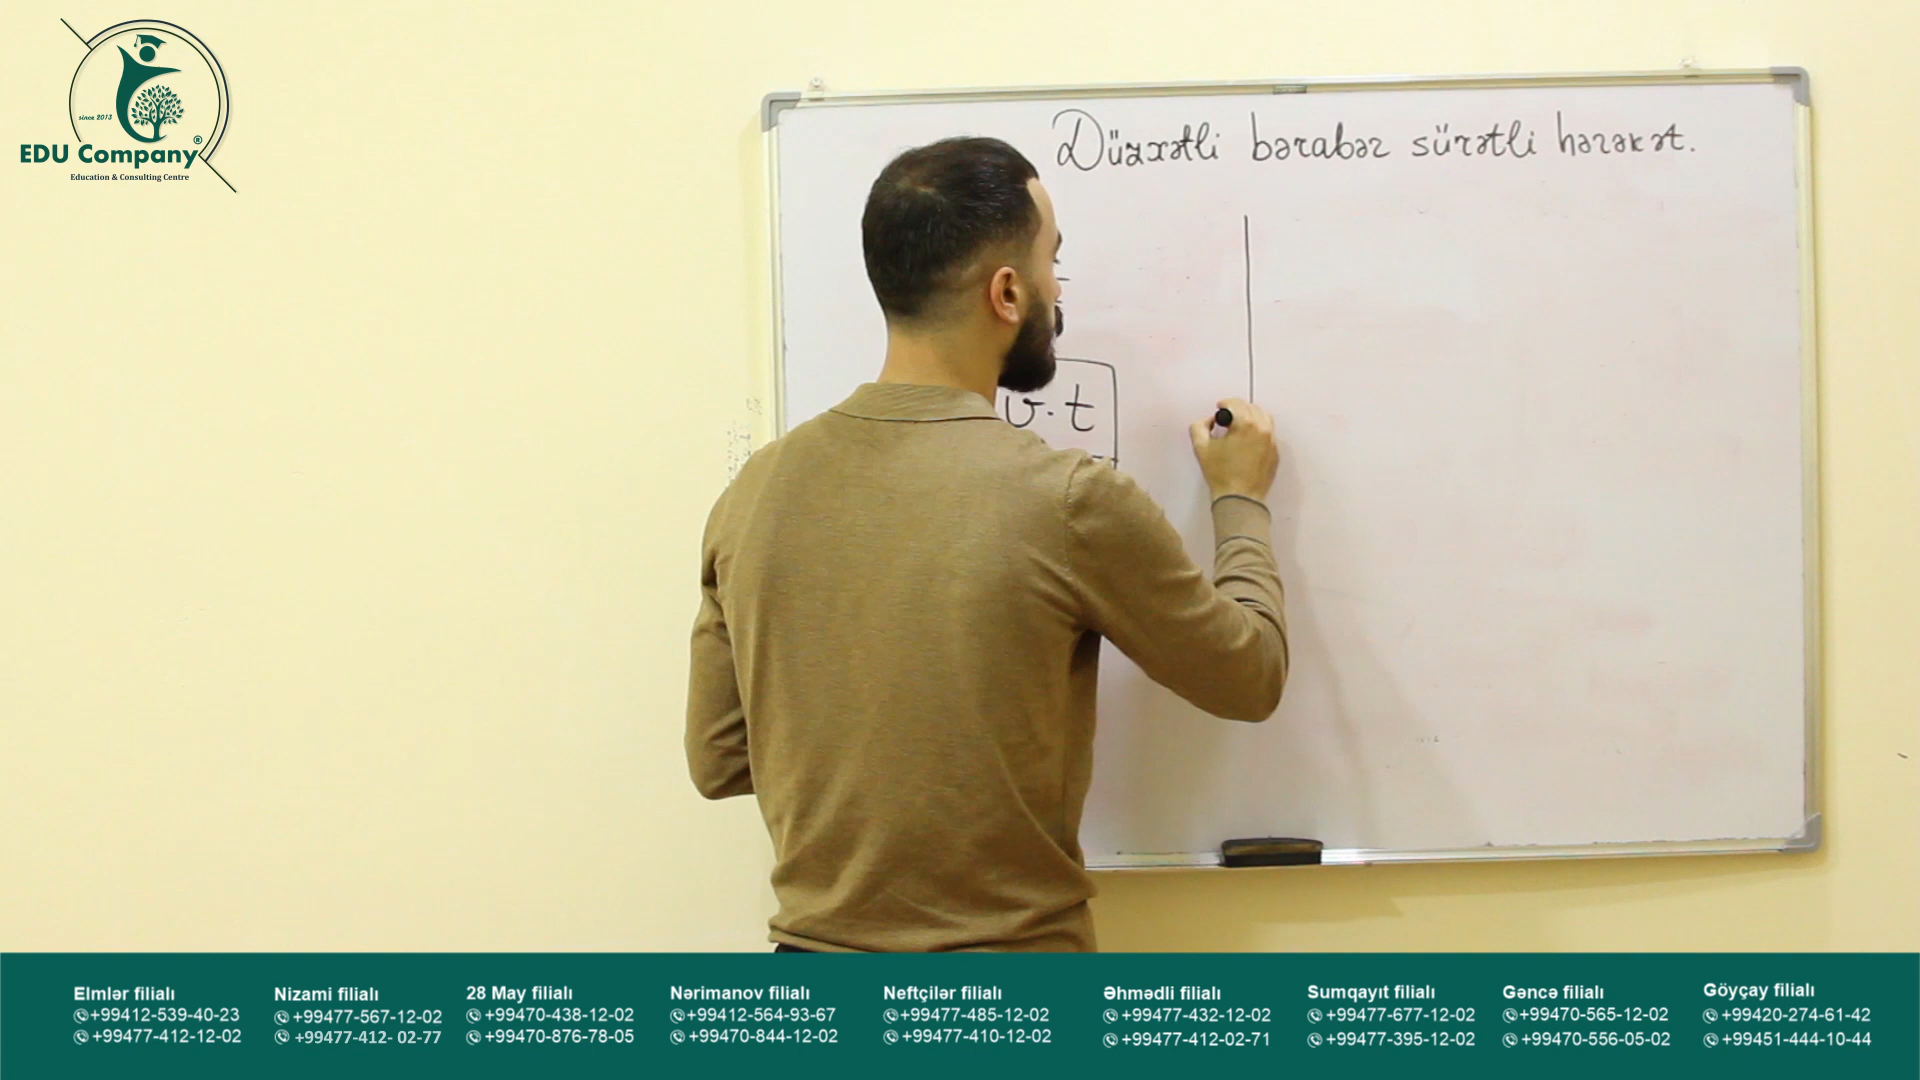 since 2013
EDU Company®
Education & Consulting Centre
Düzxətli bərabər sürətli hərəkət.
v·t
Elmlər filialı
+99412-539-40-23
+99477-412-12-02
Nizami filialı
+99477-567-12-02
+99477-412- 02-77
28 May filialı
+99470-438-12-02
+99470-876-78-05
Nərimanov filialı
+99412-564-93-67
+99470-844-12-02
Neftçilər filialı
+99477-485-12-02
+99477-410-12-02
Əhmədli filialı
+99477-432-12-02
+99477-412-02-71
Sumqayıt filialı
+99477-677-12-02
+99477-395-12-02
Gəncə filialı
+99470-565-12-02
+99470-556-05-02
Göyçay filialı
+99420-274-61-42
+99451-444-10-44